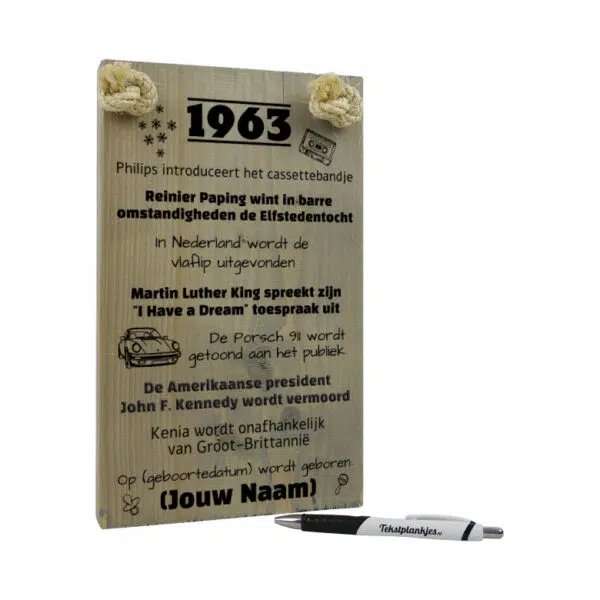 1963
Philips introduceert het cassettebandje
Reinier Paping wint in barre
omstandigheden de Elfstedentocht
In Nederland wordt de
vlaflip uitgevonden
Martin Luther King spreekt zijn
"I Have a Dream" toespraak uit
De Porsch 911 wordt
getoond aan het publiek
De Amerikaanse president
John F. Kennedy wordt vermoord
Kenia wordt onafhankelijk
van Groot-Brittannië
Op (geboortedatum) wordt geboren:
(Jouw Naam)
Tekstplankjes.nl